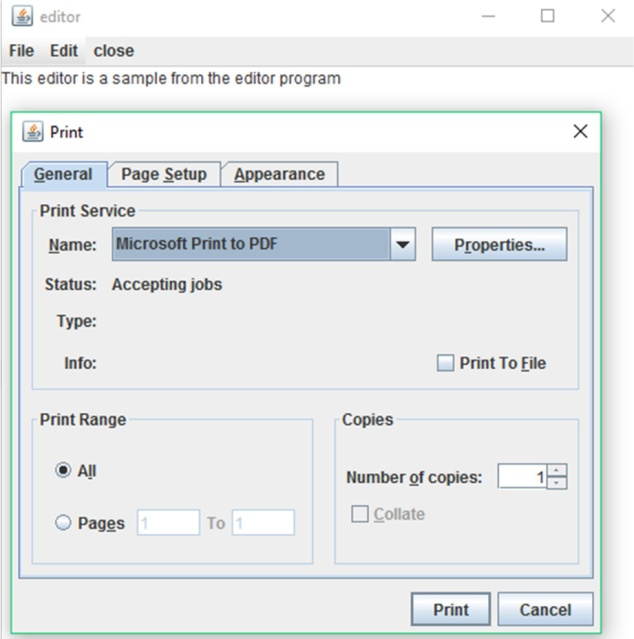 editor
File Edit close
This editor is a sample from the editor program
Print
General Page Setup Appearance
Print Service
Name: Microsoft Print to PDF Properties...
Status: Accepting jobs
Type:
Info: Print To File
Print Range Copies
All Number of copies: 1
Pages 1 To 1 Collate
Print Cancel